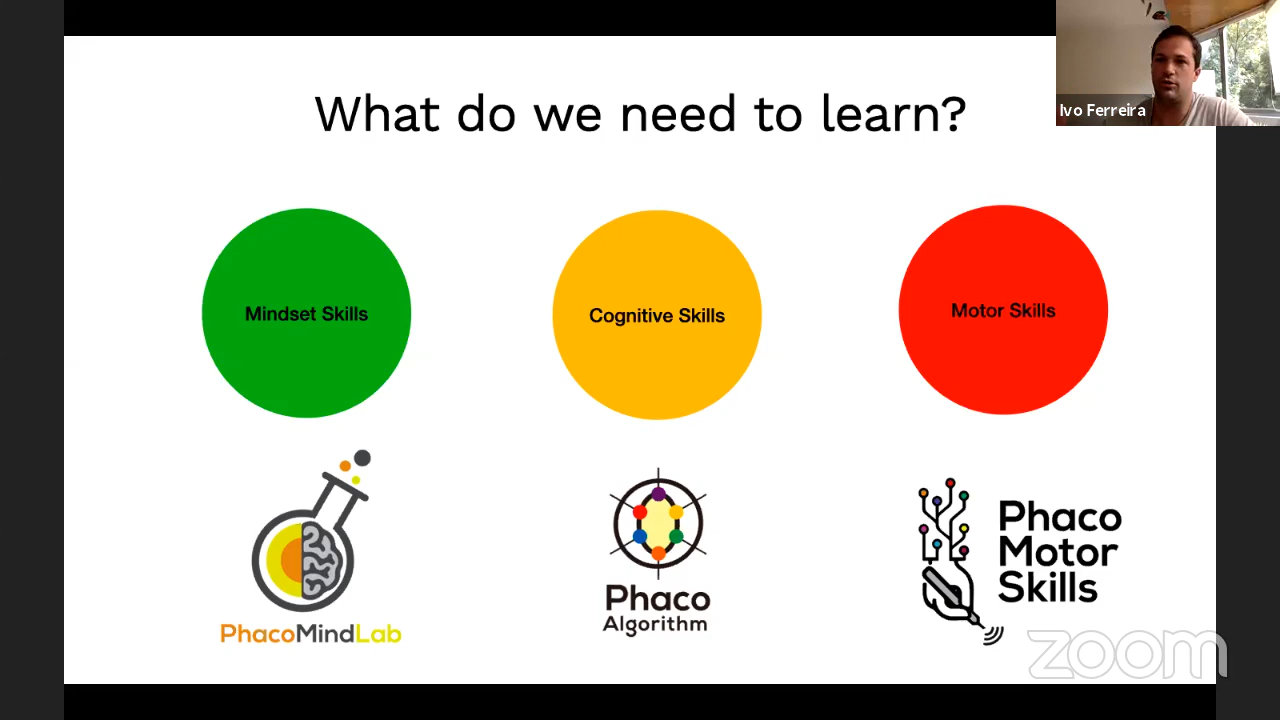 What do we need to learn?
Ivo Ferreira
Mindset Skills
Cognitive Skills
Motor Skills
PhacoMindLab
Phaco
Algorithm
Phaco
Motor
Skills
zoom